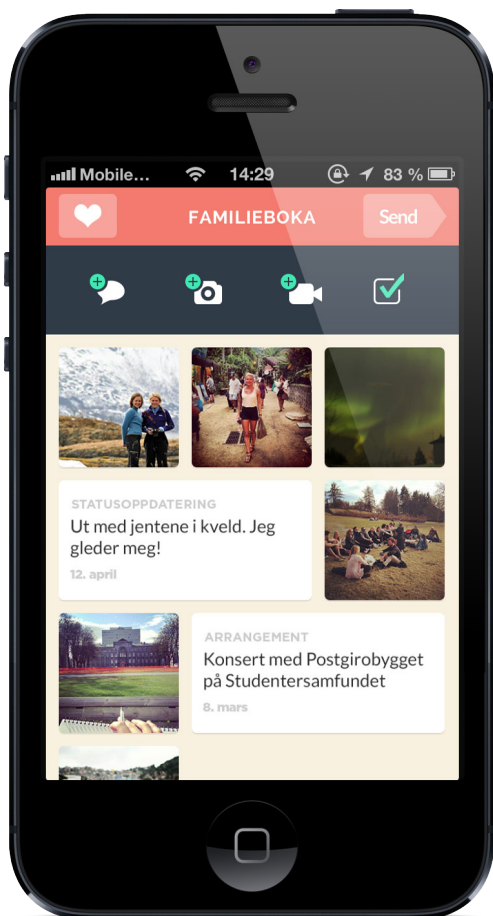 Mobile... 14:29 83 %
FAMILIEBOKA Send
STATUSOPPDATERING
Ut med jentene i kveld. Jeg
gleder meg!
12. april
ARRANGEMENT
Konsert med Postgirobygget
på Studentersamfundet
8. mars